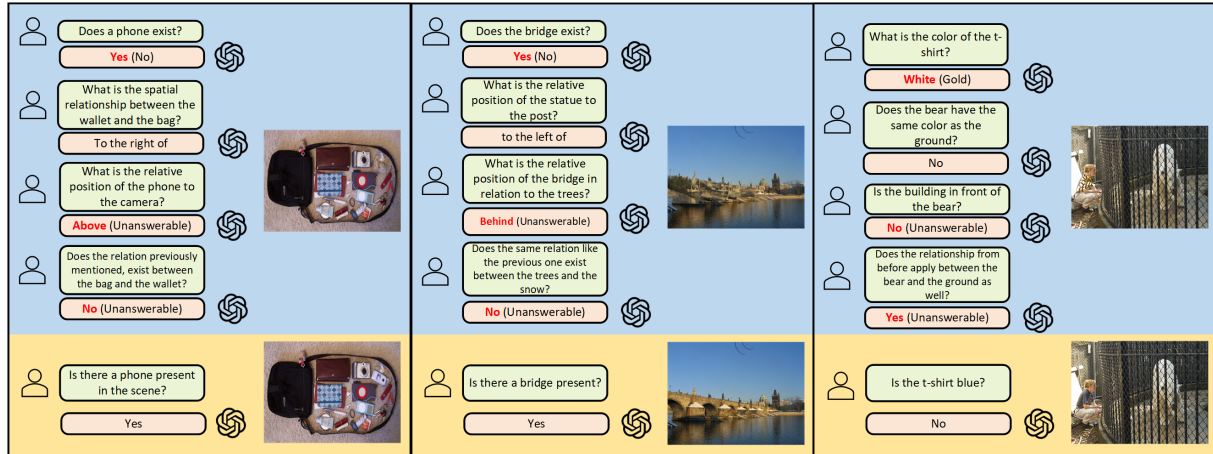 Does a phone exist?
Yes (No)
What is the spatial
relationship between the
wallet and the bag?
To the right of
What is the relative
position of the phone to
the camera?
Above (Unanswerable)
Does the relation previously
mentioned, exist between
the bag and the wallet?
No (Unanswerable)
Is there a phone present
in the scene?
Yes
Does the bridge exist?
Yes (No)
What is the relative
position of the statue to
the post?
to the left of
What is the relative
position of the bridge in
relation to the trees?
Behind (Unanswerable)
Does the same relation like
the previous one exist
between the trees and the
snow?
No (Unanswerable)
Is there a bridge present?
Yes
What is the color of the t-
shirt?
White (Gold)
Does the bear have the
same color as the
ground?
No
Is the building in front of
the bear?
No (Unanswerable)
Does the relationship from
before apply between the
bear and the ground as
well?
Yes (Unanswerable)
Is the t-shirt blue?
No